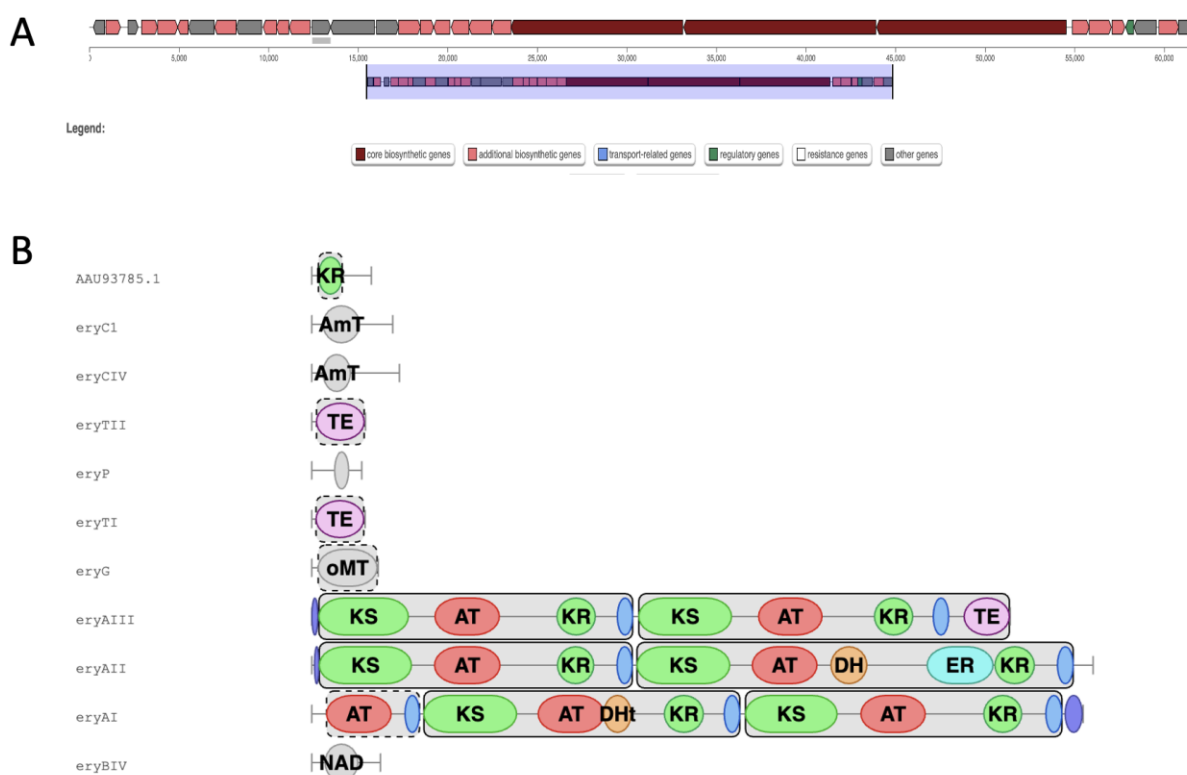 A
0 5,000 10,000 15,000 20,000 25,000 30,000 35,000 40,000 45,000 50,000 55,000 60,000
Legend:
core biosynthetic genes additional biosynthetic genes transport-related genes regulatory genes resistance genes other genes
B
AAU93785.1 KR
eryC1 AmT
eryCIV AmT
eryTII TE
eryP
eryTI TE
eryG oMT
eryAIII KS AT KR KS AT KR TE
eryAII KS AT KR KS AT DH ER KR
eryAI AT KS AT DHt KR KS AT KR
eryBIV NAD